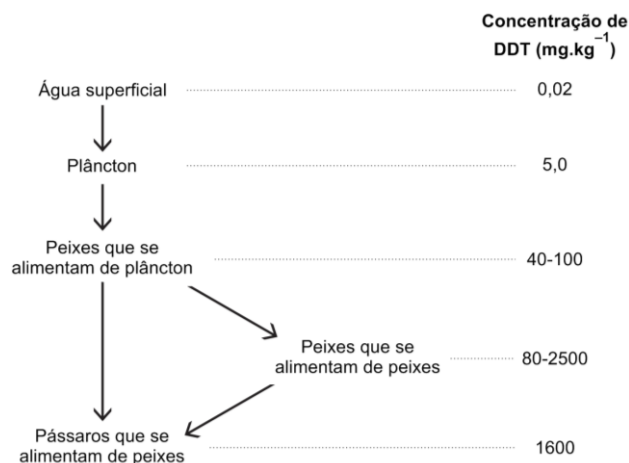 Concentração de
DDT (mg.kg⁻¹)
Água superficial
0,02
Plâncton
5,0
Peixes que se
alimentam de plâncton
40-100
Peixes que se
alimentam de peixes
80-2500
Pássaros que se
alimentam de peixes
1600